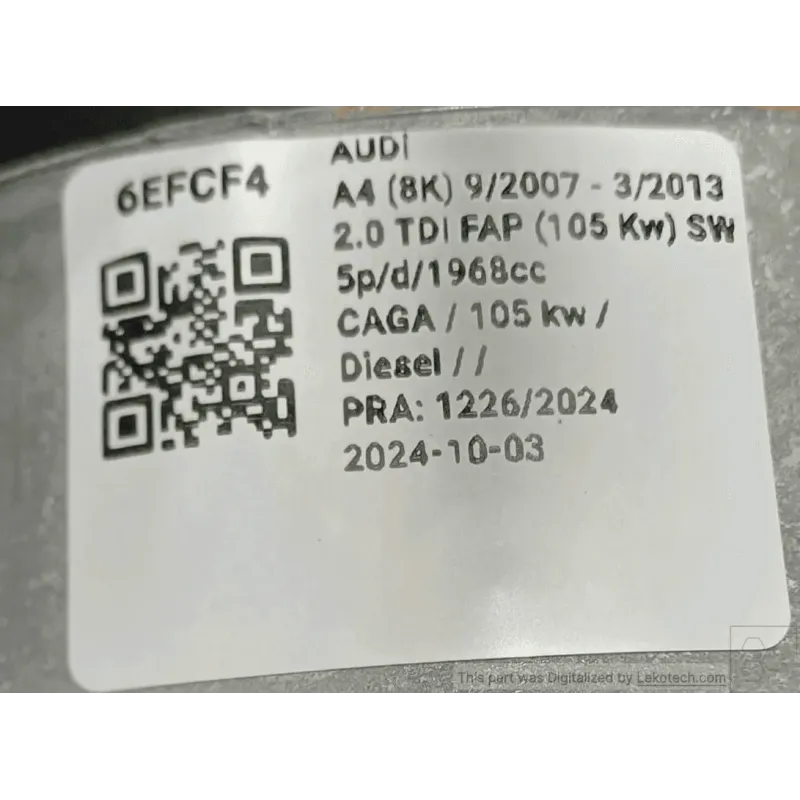 6EFCF4
AUDİ
A4 (8K) 9/2007 - 3/2013
2.0 TDI FAP (105 Kw) SW
5p/d/1968cc
CAGA / 105 kw /
Diesel / /
PRA: 1226/2024
2024-10-03
This part was Digitalized by Lekotech.com